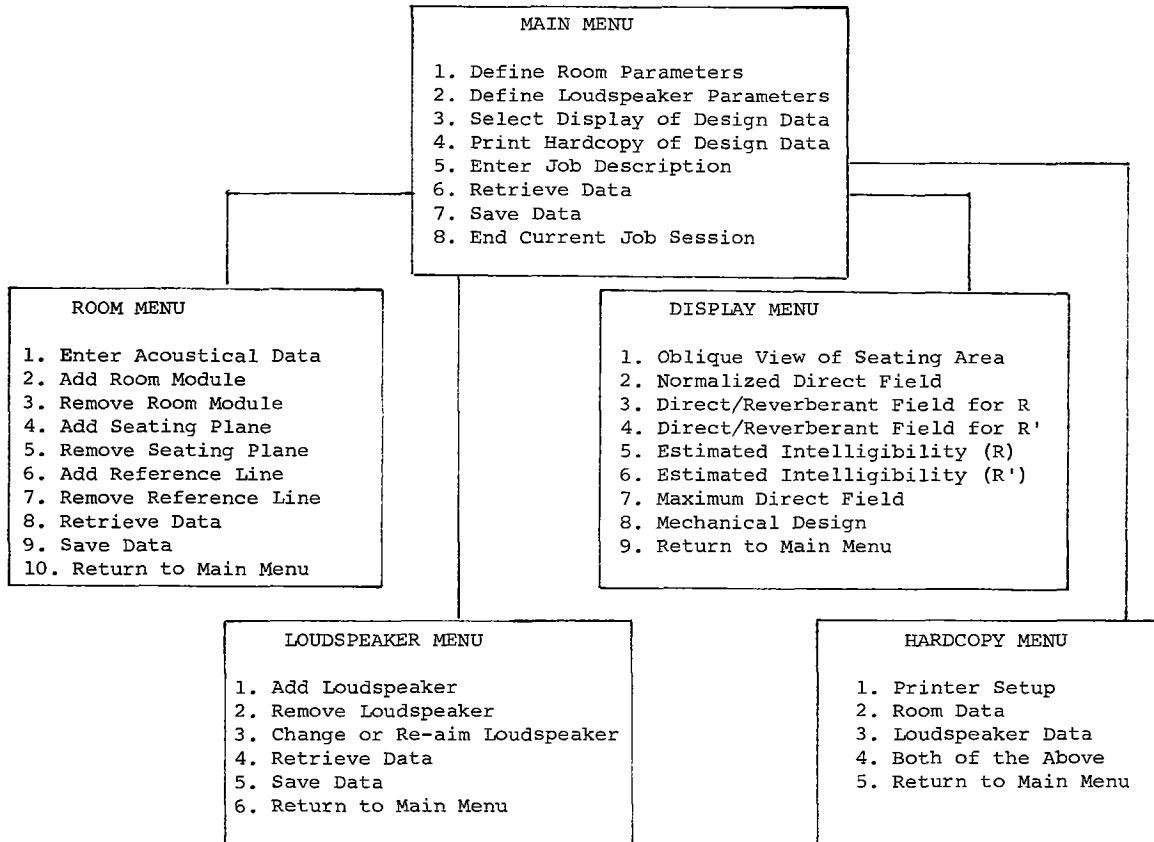 MAIN MENU
1. Define Room Parameters
2. Define Loudspeaker Parameters
3. Select Display of Design Data
4. Print Hardcopy of Design Data
5. Enter Job Description
6. Retrieve Data
7. Save Data
8. End Current Job Session
ROOM MENU
1. Enter Acoustical Data
2. Add Room Module
3. Remove Room Module
4. Add Seating Plane
5. Remove Seating Plane
6. Add Reference Line
7. Remove Reference Line
8. Retrieve Data
9. Save Data
10. Return to Main Menu
DISPLAY MENU
1. Oblique View of Seating Area
2. Normalized Direct Field
3. Direct/Reverberant Field for R
4. Direct/Reverberant Field for R'
5. Estimated Intelligibility (R)
6. Estimated Intelligibility (R')
7. Maximum Direct Field
8. Mechanical Design
9. Return to Main Menu
LOUDSPEAKER MENU
1. Add Loudspeaker
2. Remove Loudspeaker
3. Change or Re-aim Loudspeaker
4. Retrieve Data
5. Save Data
6. Return to Main Menu
HARDCOPY MENU
1. Printer Setup
2. Room Data
3. Loudspeaker Data
4. Both of the Above
5. Return to Main Menu